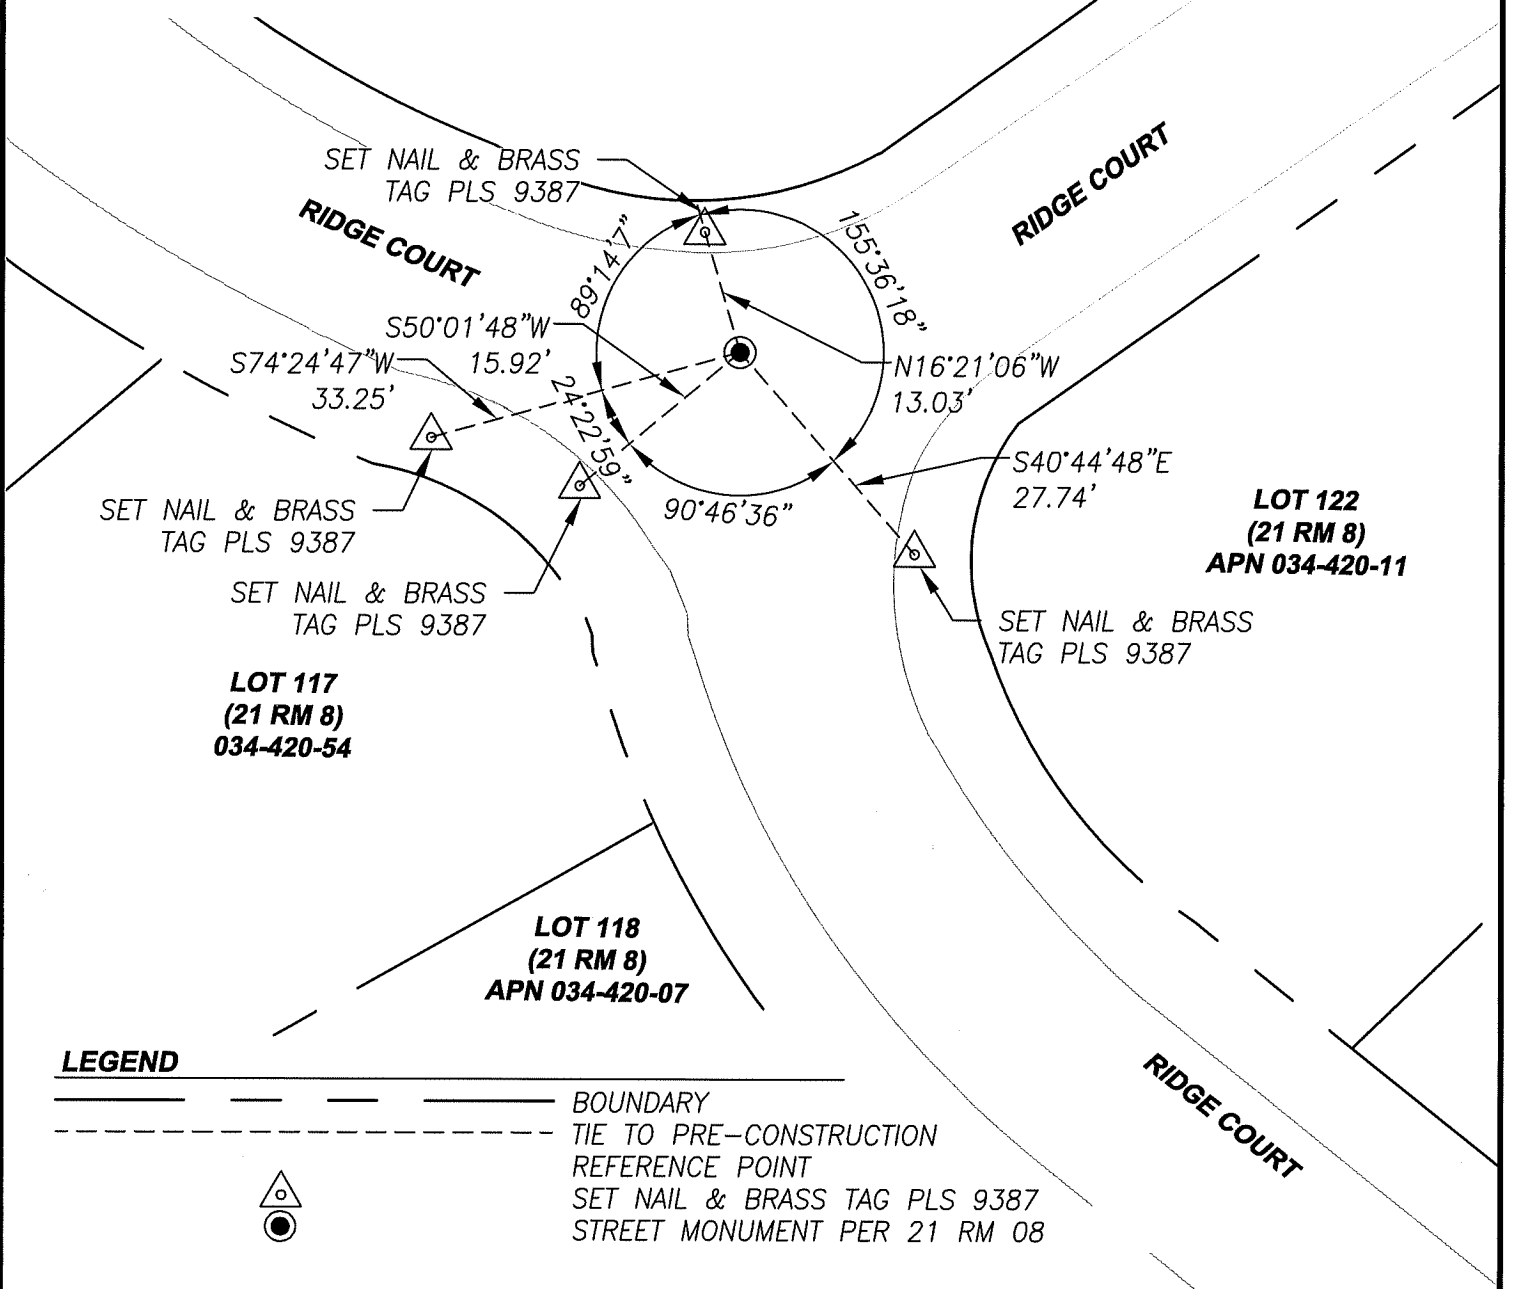 SET NAIL & BRASS
TAG PLS 9387
RIDGE COURT
RIDGE COURT
89°14'7"
155°36'18"
S50°01'48"W
15.92'
S74°24'47"W
33.25'
N16°21'06"W
13.03'
24°22'59"
S40°44'48"E
27.74'
90°46'36"
SET NAIL & BRASS
TAG PLS 9387
LOT 122
(21 RM 8)
APN 034-420-11
SET NAIL & BRASS
TAG PLS 9387
SET NAIL & BRASS
TAG PLS 9387
LOT 117
(21 RM 8)
034-420-54
LOT 118
(21 RM 8)
APN 034-420-07
RIDGE COURT
LEGEND
BOUNDARY
TIE TO PRE-CONSTRUCTION
REFERENCE POINT
SET NAIL & BRASS TAG PLS 9387
STREET MONUMENT PER 21 RM 08